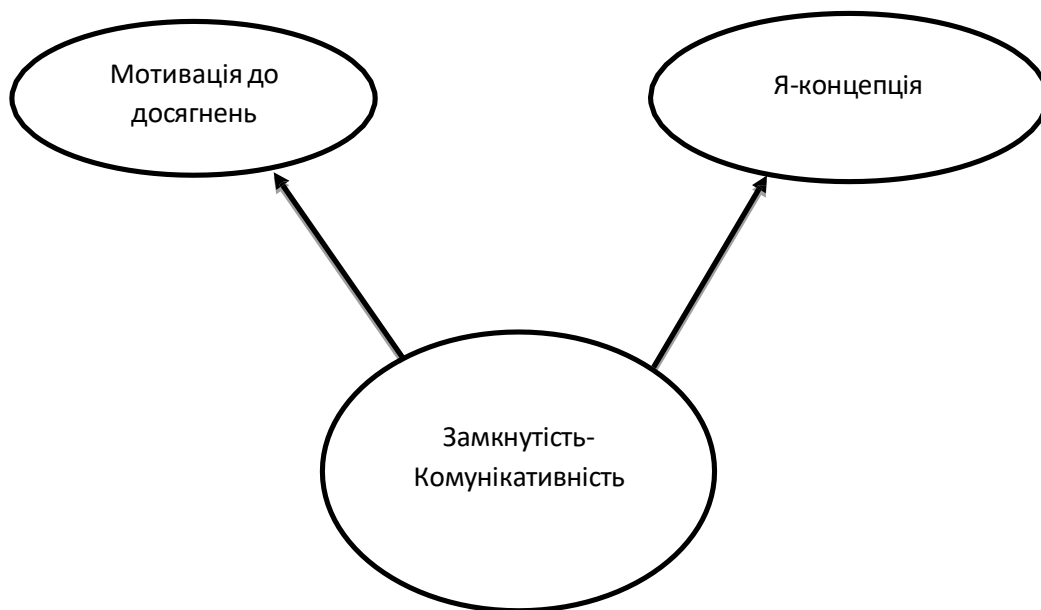 Мотивація до
досягнень
Я-концепція
Замкнутість-
Комунікативність